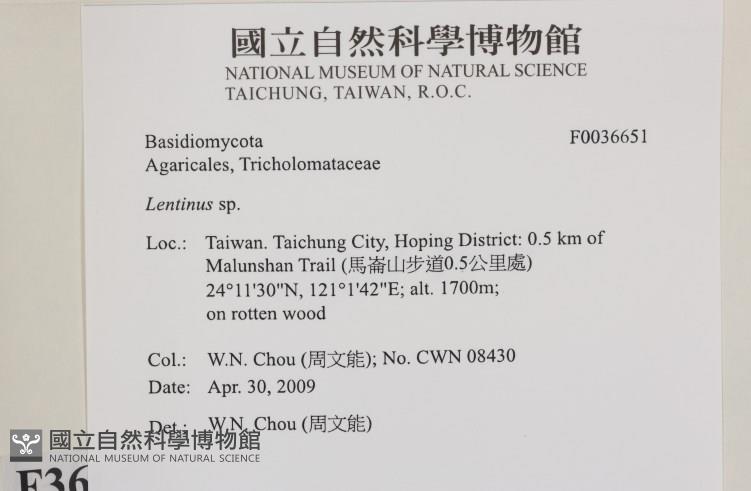 國立自然科學博物館
NATIONAL MUSEUM OF NATURAL SCIENCE
TAICHUNG, TAIWAN, R.O.C.
Basidiomycota F0036651
Agaricales, Tricholomataceae
Lentinus sp.
Loc.: Taiwan. Taichung City, Hoping District: 0.5 km of
Malunshan Trail (馬崙山步道0.5公里處)
24°11'30"N, 121°1'42"E; alt. 1700m;
on rotten wood
Col.: W.N. Chou (周文能); No. CWN 08430
Date: Apr. 30, 2009
Det.: W.N. Chou (周文能)
國立自然科學博物館
NATIONAL MUSEUM OF NATURAL SCIENCE
F36